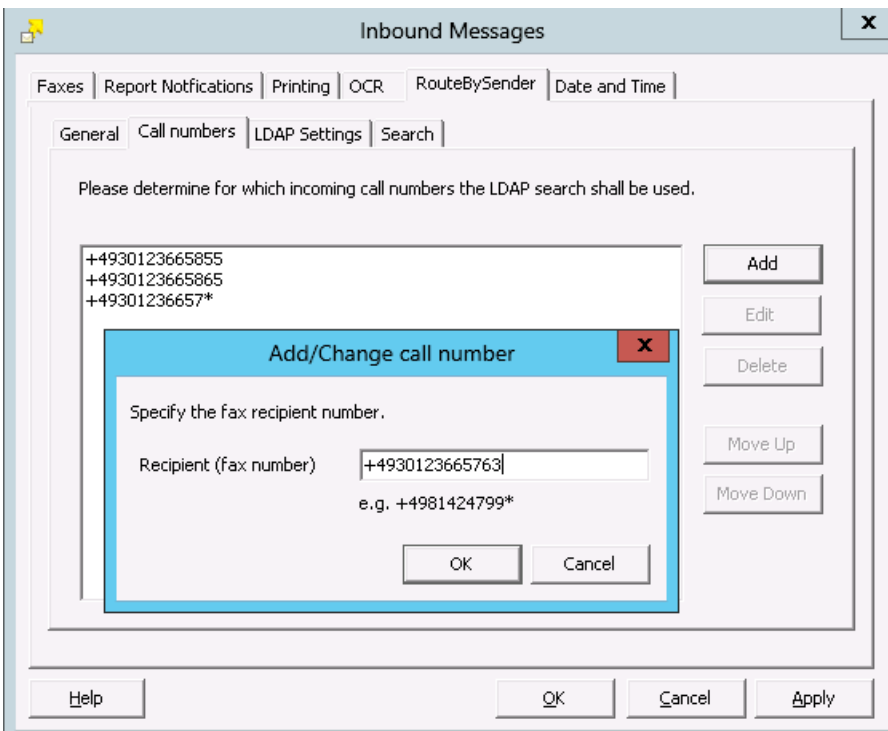 Inbound Messages
x
Faxes Report Notfications Printing OCR RouteBySender Date and Time
General Call numbers LDAP Settings Search
Please determine for which incoming call numbers the LDAP search shall be used.
+4930123665855
+4930123665865
+49301236657*
Add
Edit
Delete
Move Up
Move Down
Add/Change call number
x
Specify the fax recipient number.
Recipient (fax number) +4930123665763
e.g. +4981424799*
OK Cancel
Help OK Cancel Apply